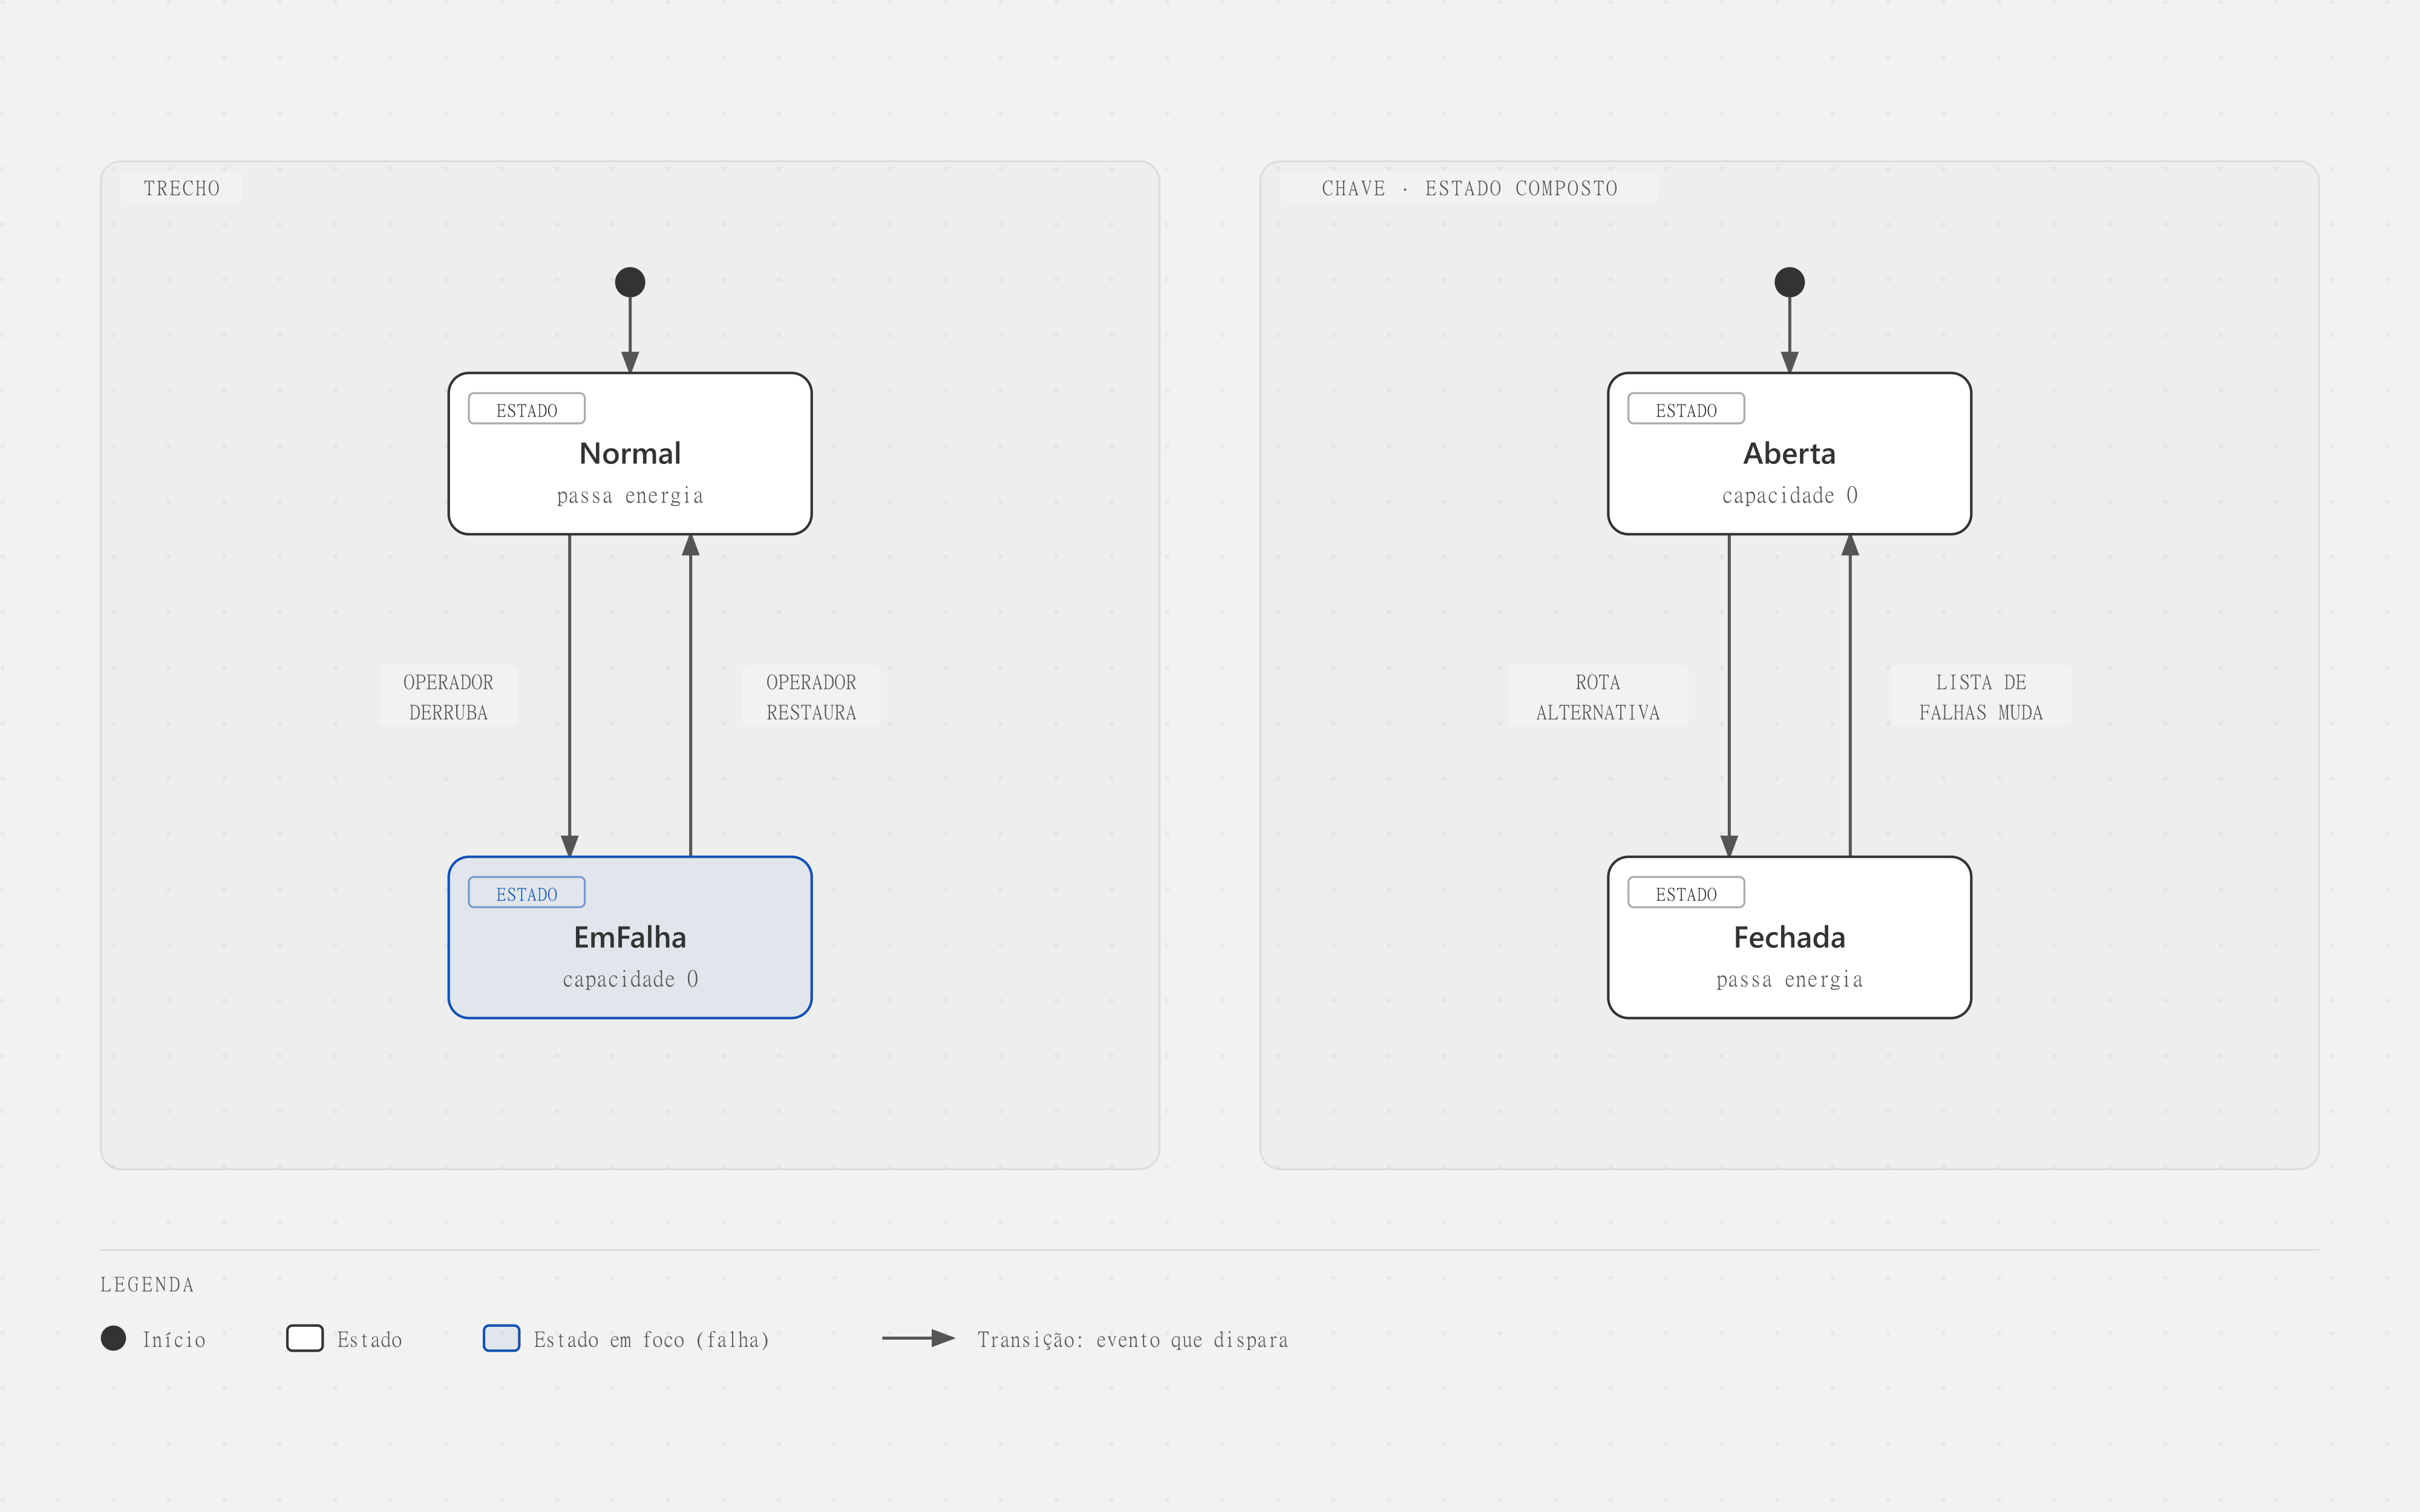 TRECHO
ESTADO
Normal
passa energia
OPERADOR
DERRUBA
OPERADOR
RESTAURA
ESTADO
EmFalha
capacidade 0
CHAVE · ESTADO COMPOSTO
ESTADO
Aberta
capacidade 0
ROTA
ALTERNATIVA
LISTA DE
FALHAS MUDA
ESTADO
Fechada
passa energia
LEGENDA
Início
Estado
Estado em foco (falha)
Transição: evento que dispara